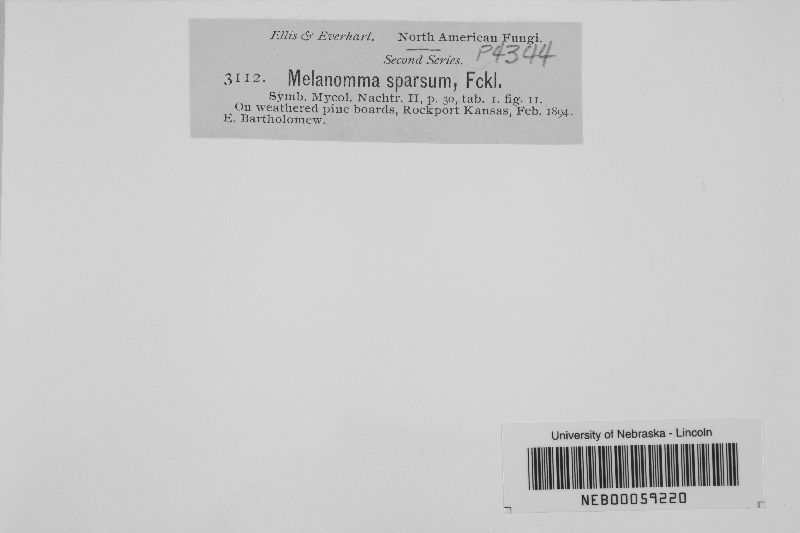 Ellis & Everhart. North American Fungi.
Second Series. P4344
3112. Melanomma sparsum, Fckl.
Symb. Mycol. Nachtr. II, p. 30, tab. 1. fig. 11.
On weathered pine boards, Rockport Kansas, Feb. 1894.
E. Bartholomew.
University of Nebraska - Lincoln
NEB00059220